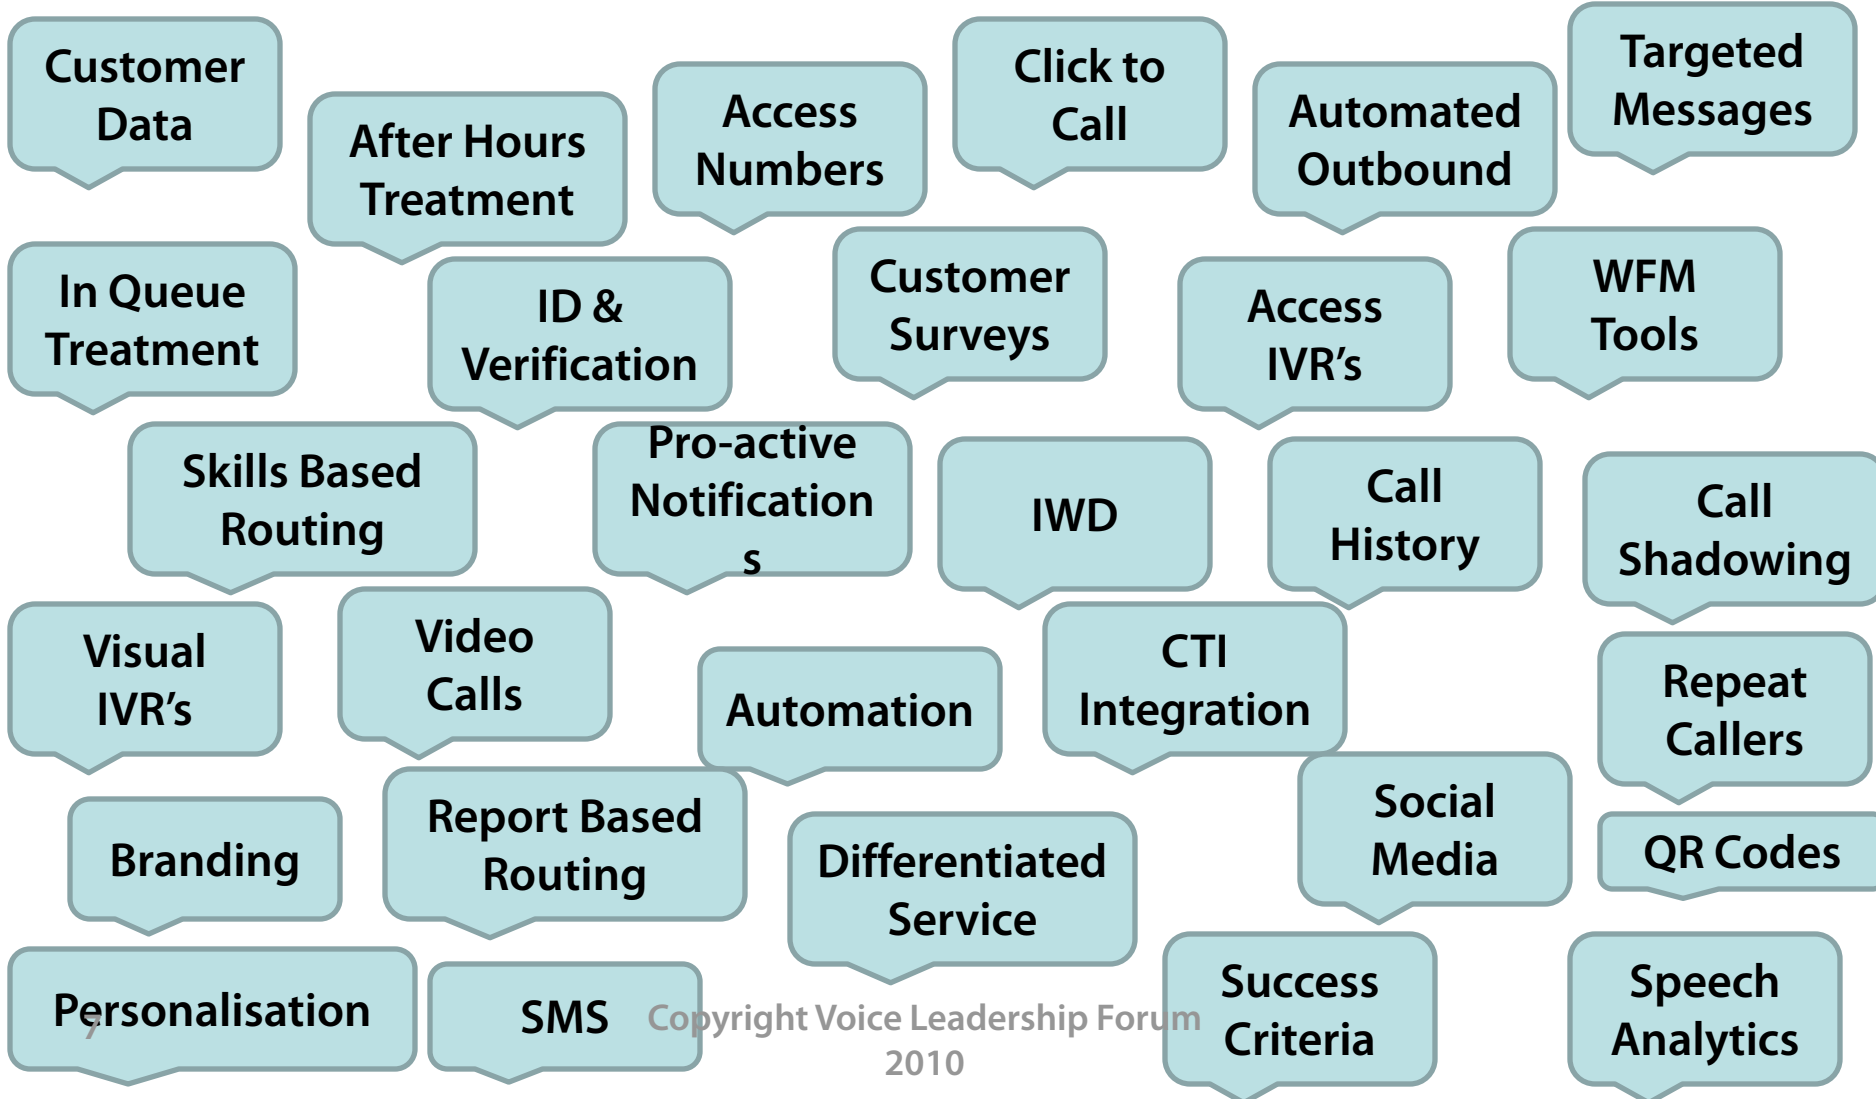 Customer
Data
After Hours
Treatment
Access
Numbers
Click to
Call
Automated
Outbound
Targeted
Messages
In Queue
Treatment
ID &
Verification
Customer
Surveys
Access
IVR’s
WFM
Tools
Skills Based
Routing
Pro-active
Notification
s
IWD
Call
History
Call
Shadowing
Visual
IVR’s
Video
Calls
Automation
CTI
Integration
Repeat
Callers
Branding
Report Based
Routing
Differentiated
Service
Social
Media
QR Codes
Personalisation
7
SMS
Copyright Voice Leadership Forum
2010
Success
Criteria
Speech
Analytics